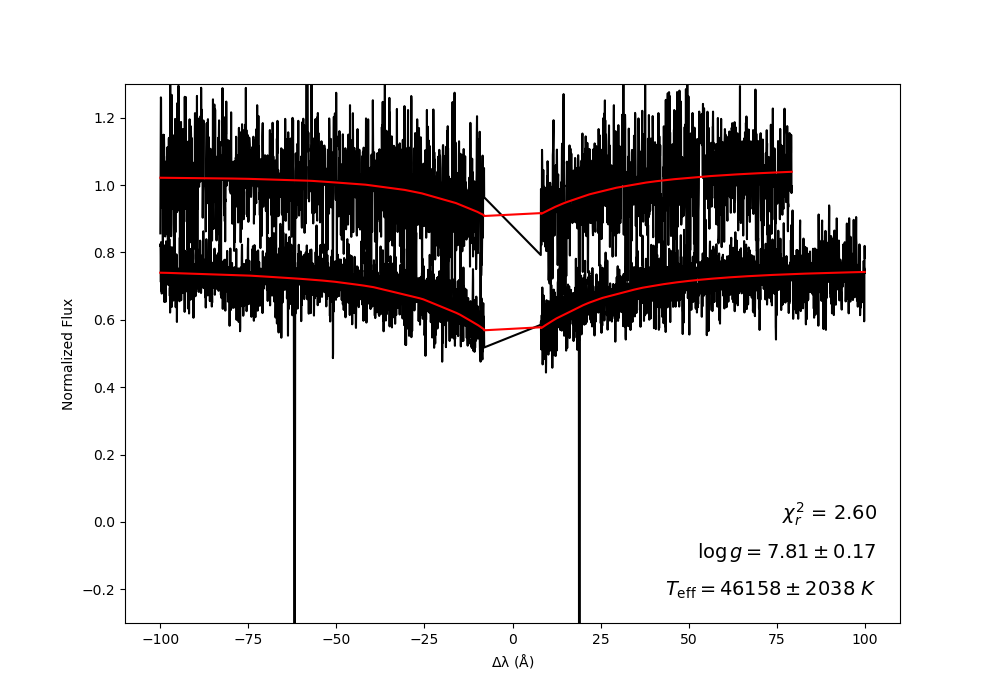 1.2
1.0
0.8
0.6
0.4
0.2
0.0
−0.2
Normalized Flux
χ²ᵣ = 2.60
log g = 7.81 ± 0.17
T_eff = 46158 ± 2038 K
−100 −75 −50 −25 0 25 50 75 100
Δλ (Å)